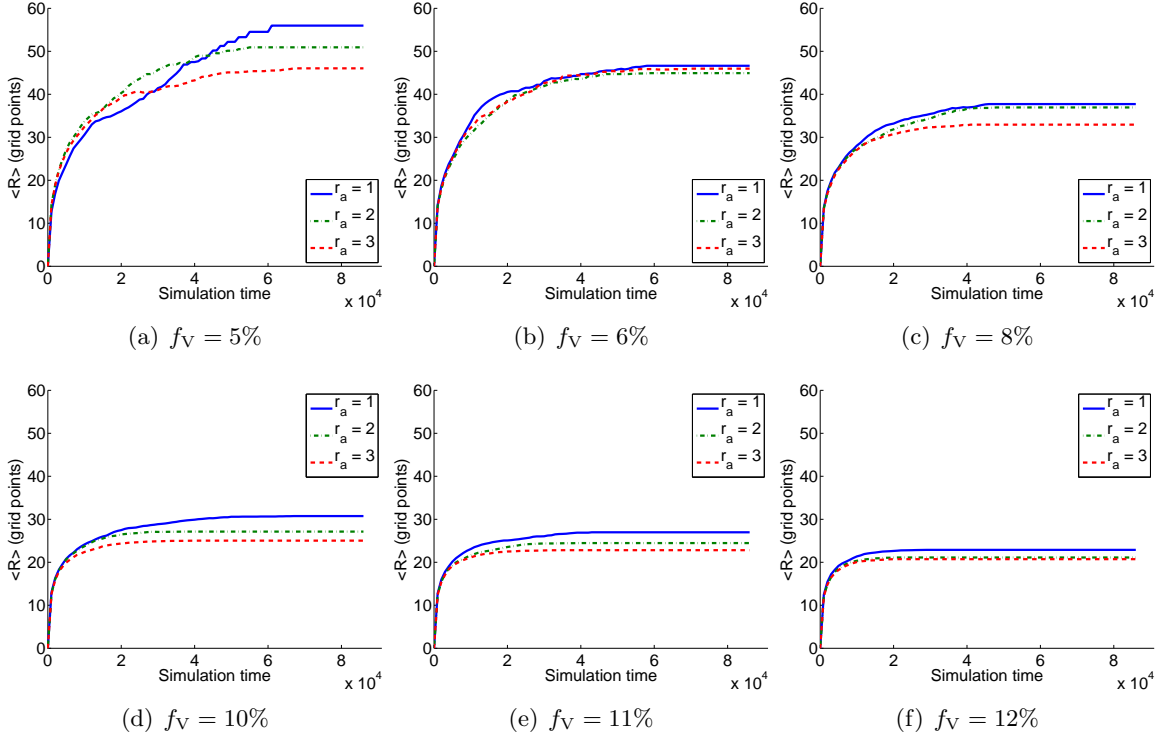 60
50
40
30
20
10
0
<R> (grid points)
r_a = 1
r_a = 2
r_a = 3
0 2 4 6 8
Simulation time
x 10^4
(a) f_V = 5%
60
50
40
30
20
10
0
<R> (grid points)
r_a = 1
r_a = 2
r_a = 3
0 2 4 6 8
Simulation time
x 10^4
(b) f_V = 6%
60
50
40
30
20
10
0
<R> (grid points)
r_a = 1
r_a = 2
r_a = 3
0 2 4 6 8
Simulation time
x 10^4
(c) f_V = 8%
60
50
40
30
20
10
0
<R> (grid points)
r_a = 1
r_a = 2
r_a = 3
0 2 4 6 8
Simulation time
x 10^4
(d) f_V = 10%
60
50
40
30
20
10
0
<R> (grid points)
r_a = 1
r_a = 2
r_a = 3
0 2 4 6 8
Simulation time
x 10^4
(e) f_V = 11%
60
50
40
30
20
10
0
<R> (grid points)
r_a = 1
r_a = 2
r_a = 3
0 2 4 6 8
Simulation time
x 10^4
(f) f_V = 12%